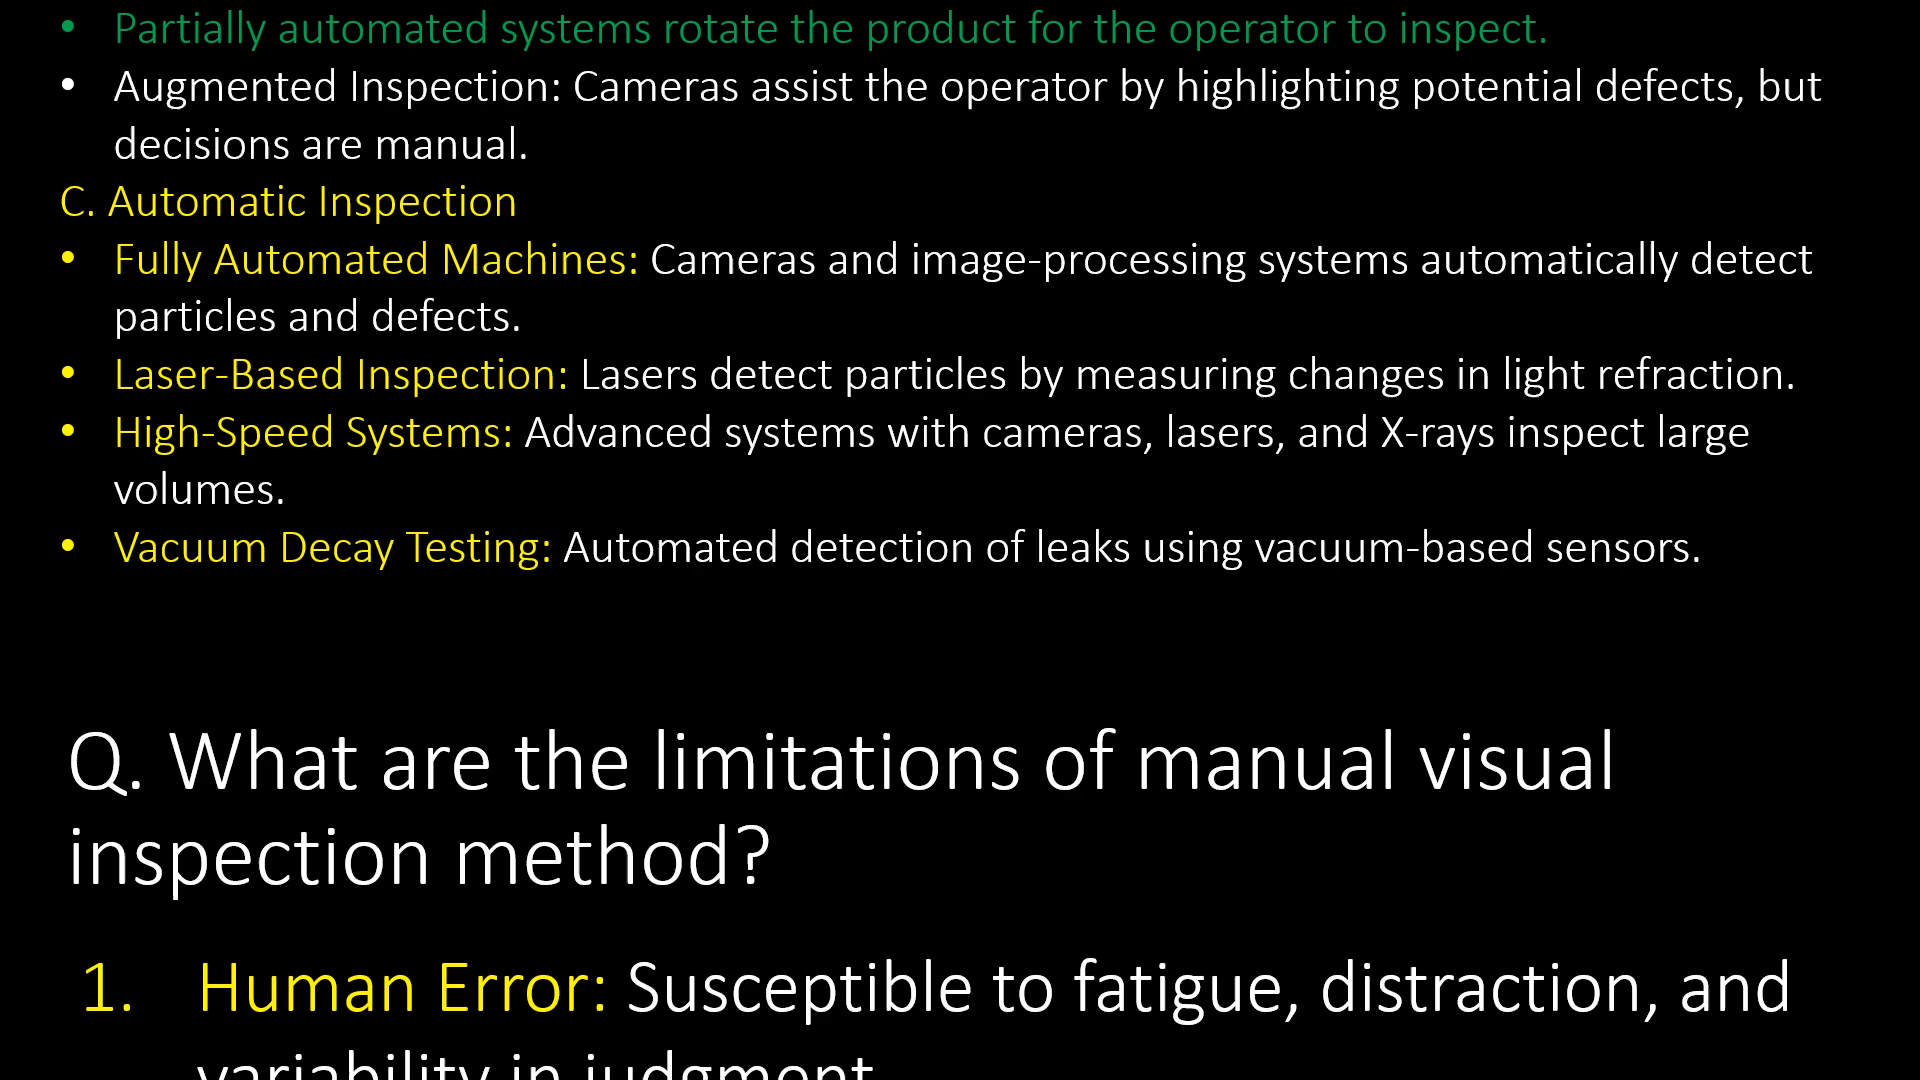 • Partially automated systems rotate the product for the operator to inspect.
• Augmented Inspection: Cameras assist the operator by highlighting potential defects, but
decisions are manual.
C. Automatic Inspection
• Fully Automated Machines: Cameras and image-processing systems automatically detect
particles and defects.
• Laser-Based Inspection: Lasers detect particles by measuring changes in light refraction.
• High-Speed Systems: Advanced systems with cameras, lasers, and X-rays inspect large
volumes.
• Vacuum Decay Testing: Automated detection of leaks using vacuum-based sensors.
Q. What are the limitations of manual visual
inspection method?
1. Human Error: Susceptible to fatigue, distraction, and
variability in judgment